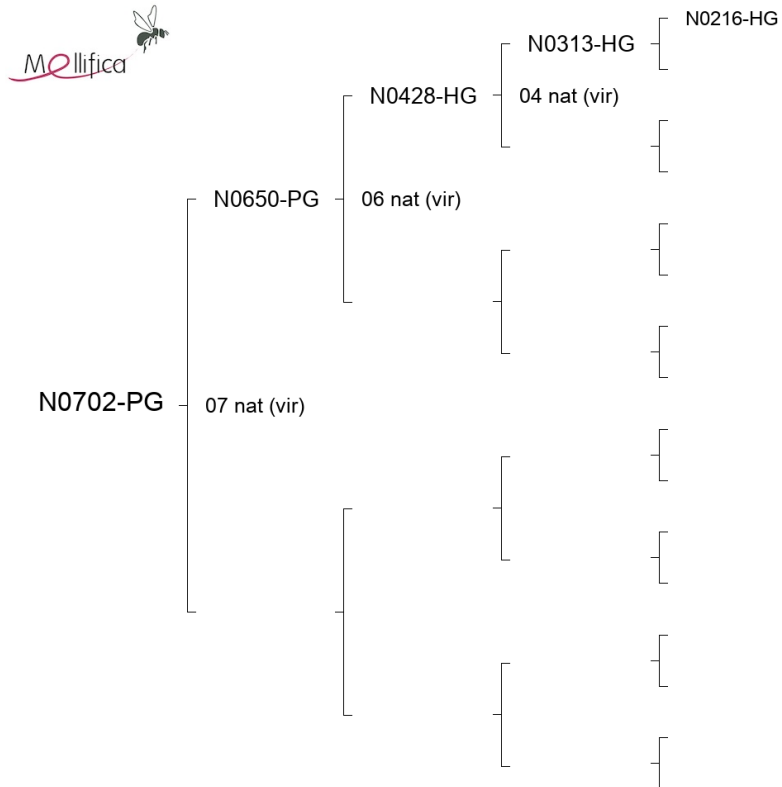 N0216-HG
N0313-HG
Mellifica
N0428-HG
04 nat (vir)
N0650-PG
06 nat (vir)
N0702-PG
07 nat (vir)